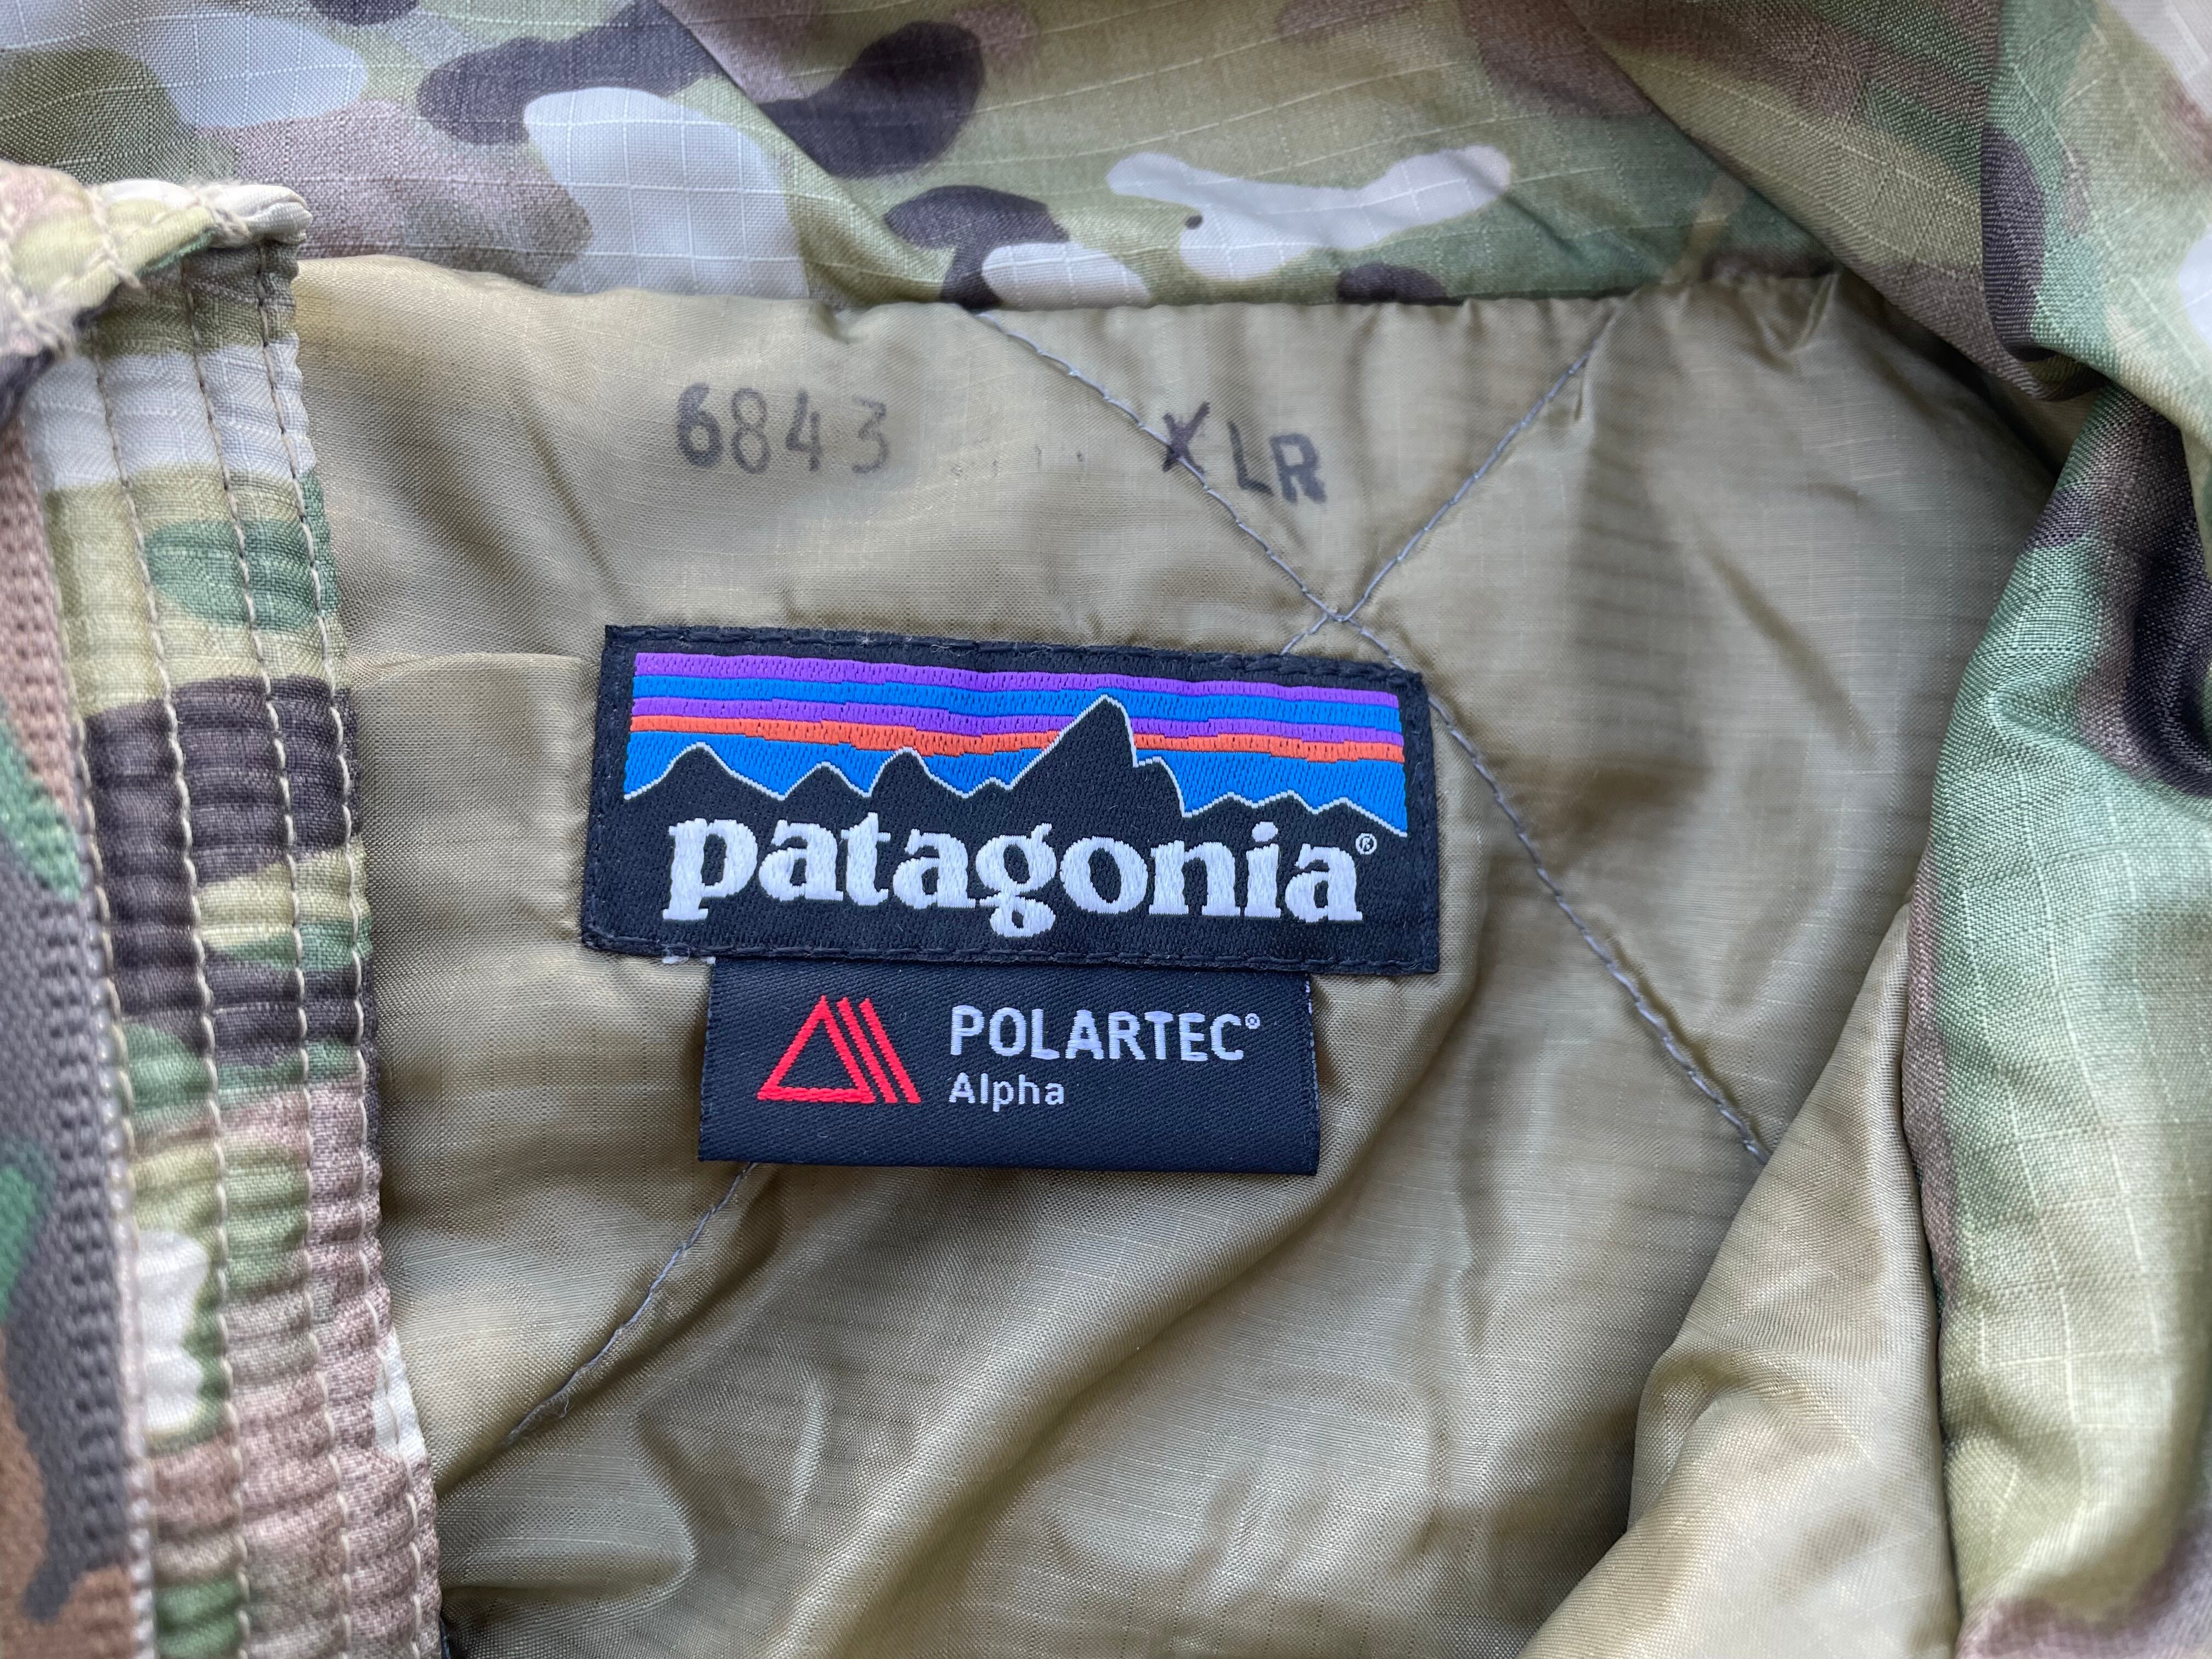 6843 XLR
patagonia®
POLARTEC®
Alpha